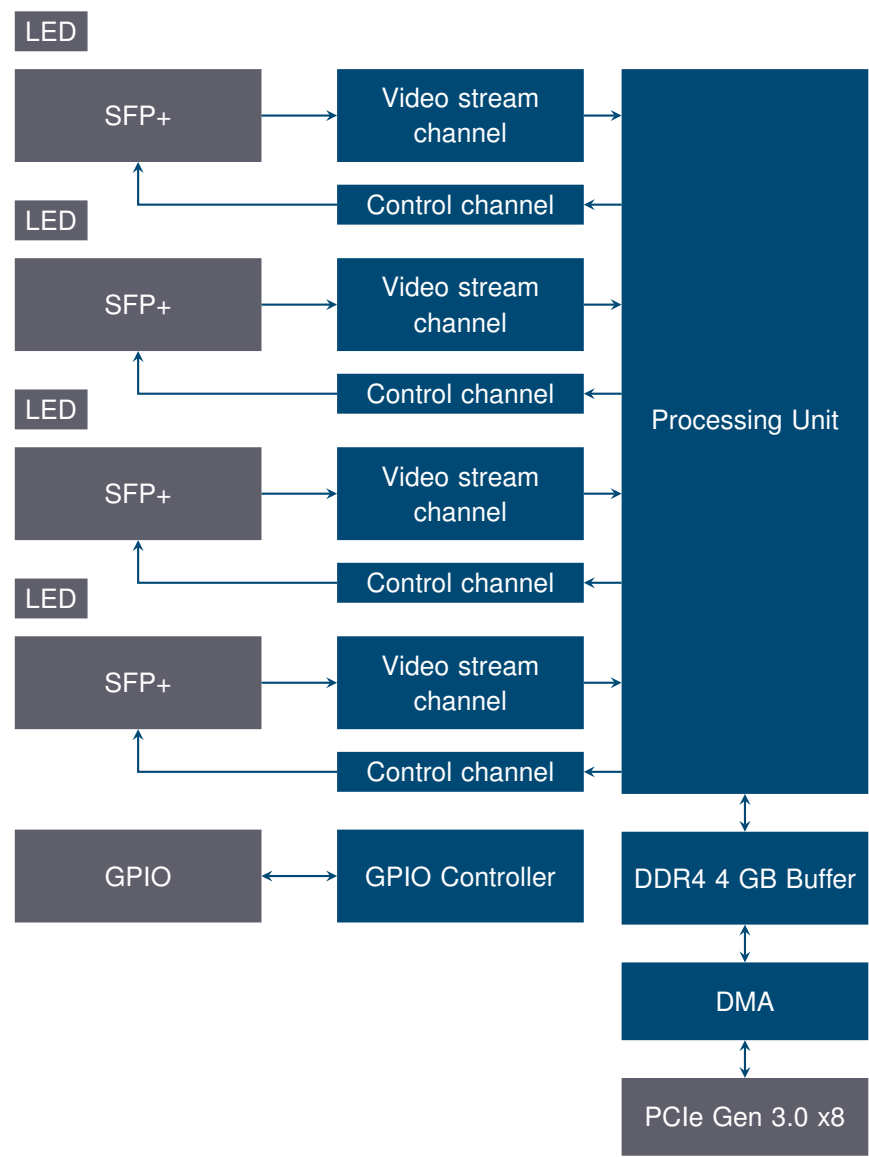 LED
SFP+
Video stream
channel
Control channel
LED
SFP+
Video stream
channel
Control channel
LED
SFP+
Video stream
channel
Control channel
LED
SFP+
Video stream
channel
Control channel
Processing Unit
GPIO
GPIO Controller
DDR4 4 GB Buffer
DMA
PCIe Gen 3.0 x8